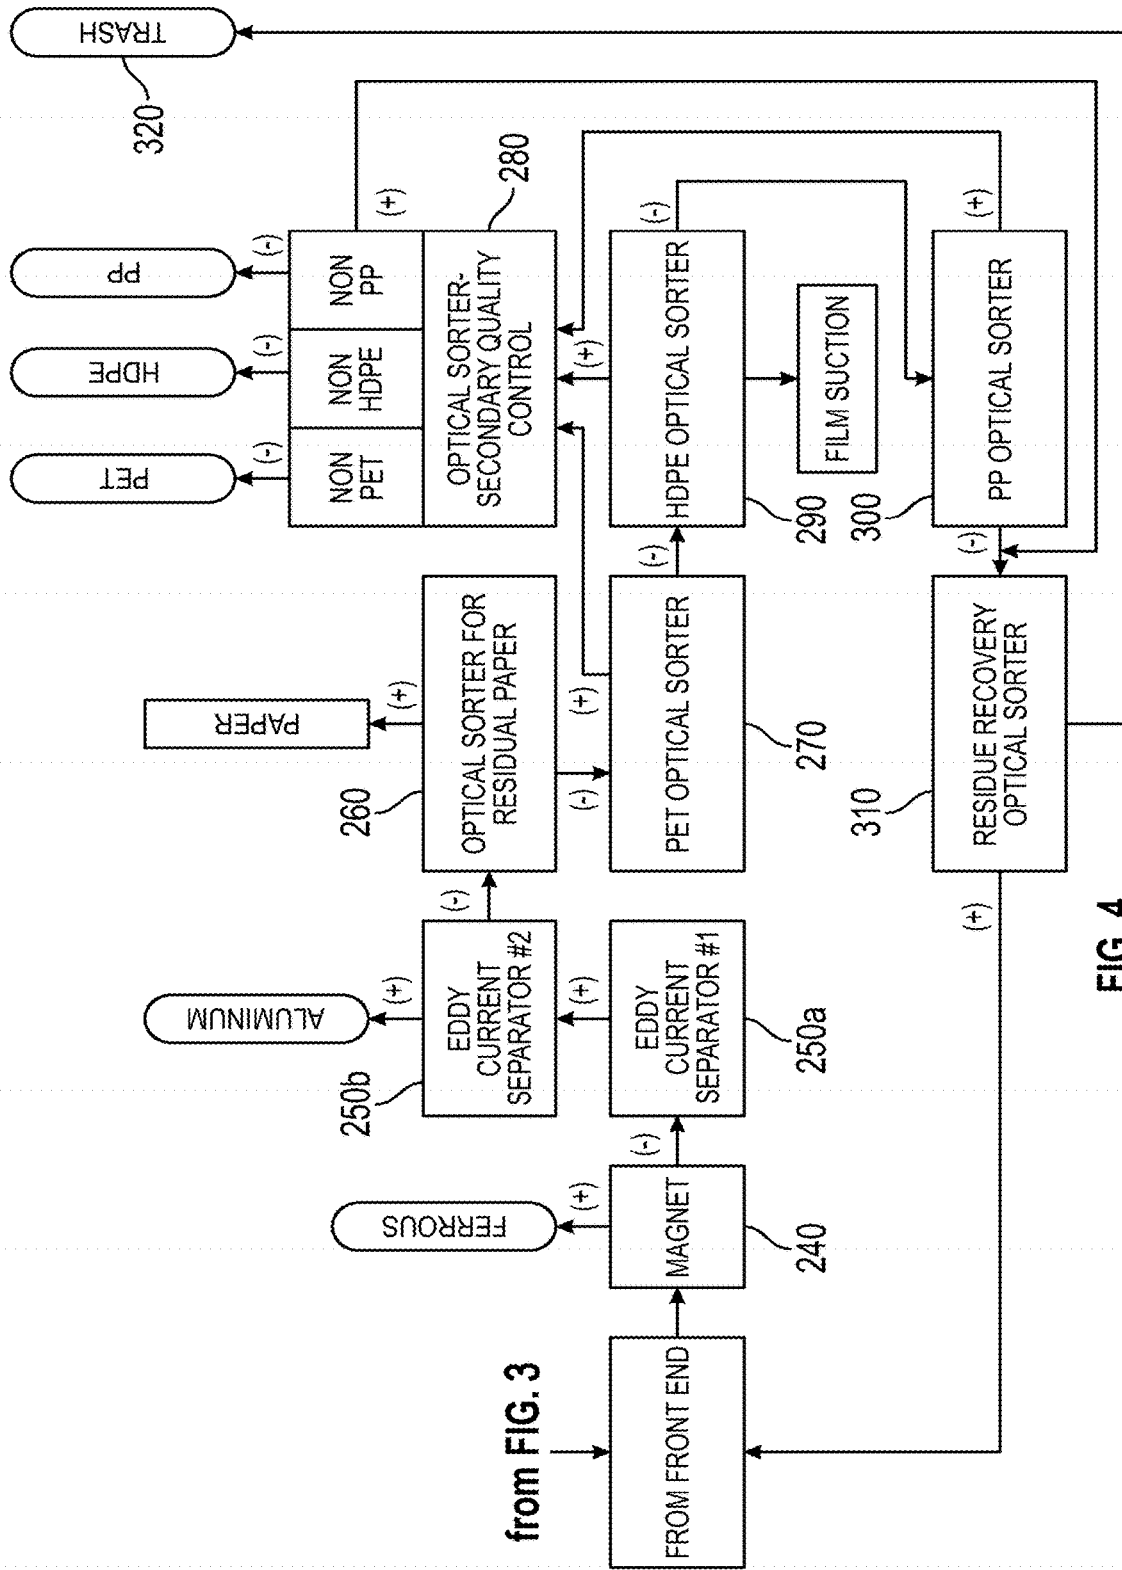 from FIG. 3
FROM FRONT END
FERROUS
(+)
MAGNET
240
(-)
ALUMINUM
(+)
250b
EDDY
CURRENT
SEPARATOR #2
(+)
EDDY
CURRENT
SEPARATOR #1
250a
(-)
PAPER
(+)
260
OPTICAL SORTER FOR
RESIDUAL PAPER
(-)
(+)
PET OPTICAL SORTER
270
(-)
PET
HDPE
PP
(-)
(-)
(-)
NON
PET
NON
HDPE
NON
PP
(+)
OPTICAL SORTER-
SECONDARY QUALITY
CONTROL
280
(+)
HDPE OPTICAL SORTER
290
(-)
FILM SUCTION
300
PP OPTICAL SORTER
(+)
(-)
310
RESIDUE RECOVERY
OPTICAL SORTER
(+)
TRASH
320
FIG. 4